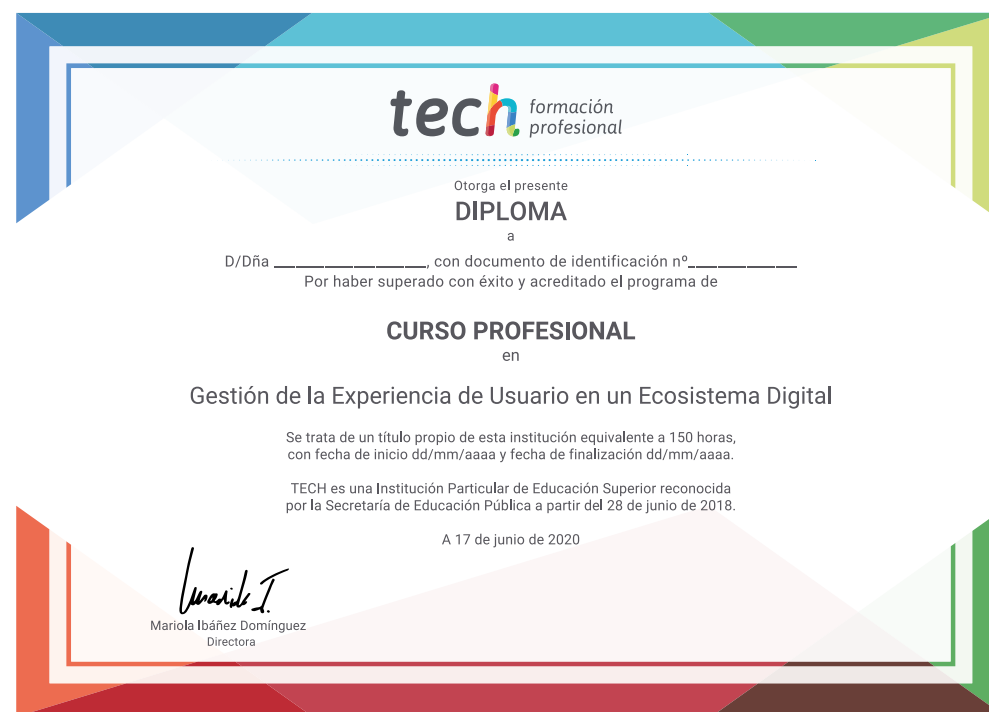 tech formación
profesional
Otorga el presente
DIPLOMA
a
D/Dña ______________, con documento de identificación nº__________
Por haber superado con éxito y acreditado el programa de
CURSO PROFESIONAL
en
Gestión de la Experiencia de Usuario en un Ecosistema Digital
Se trata de un título propio de esta institución equivalente a 150 horas,
con fecha de inicio dd/mm/aaaa y fecha de finalización dd/mm/aaaa.
TECH es una Institución Particular de Educación Superior reconocida
por la Secretaría de Educación Pública a partir del 28 de junio de 2018.
A 17 de junio de 2020
Mariola Ibáñez Domínguez
Directora